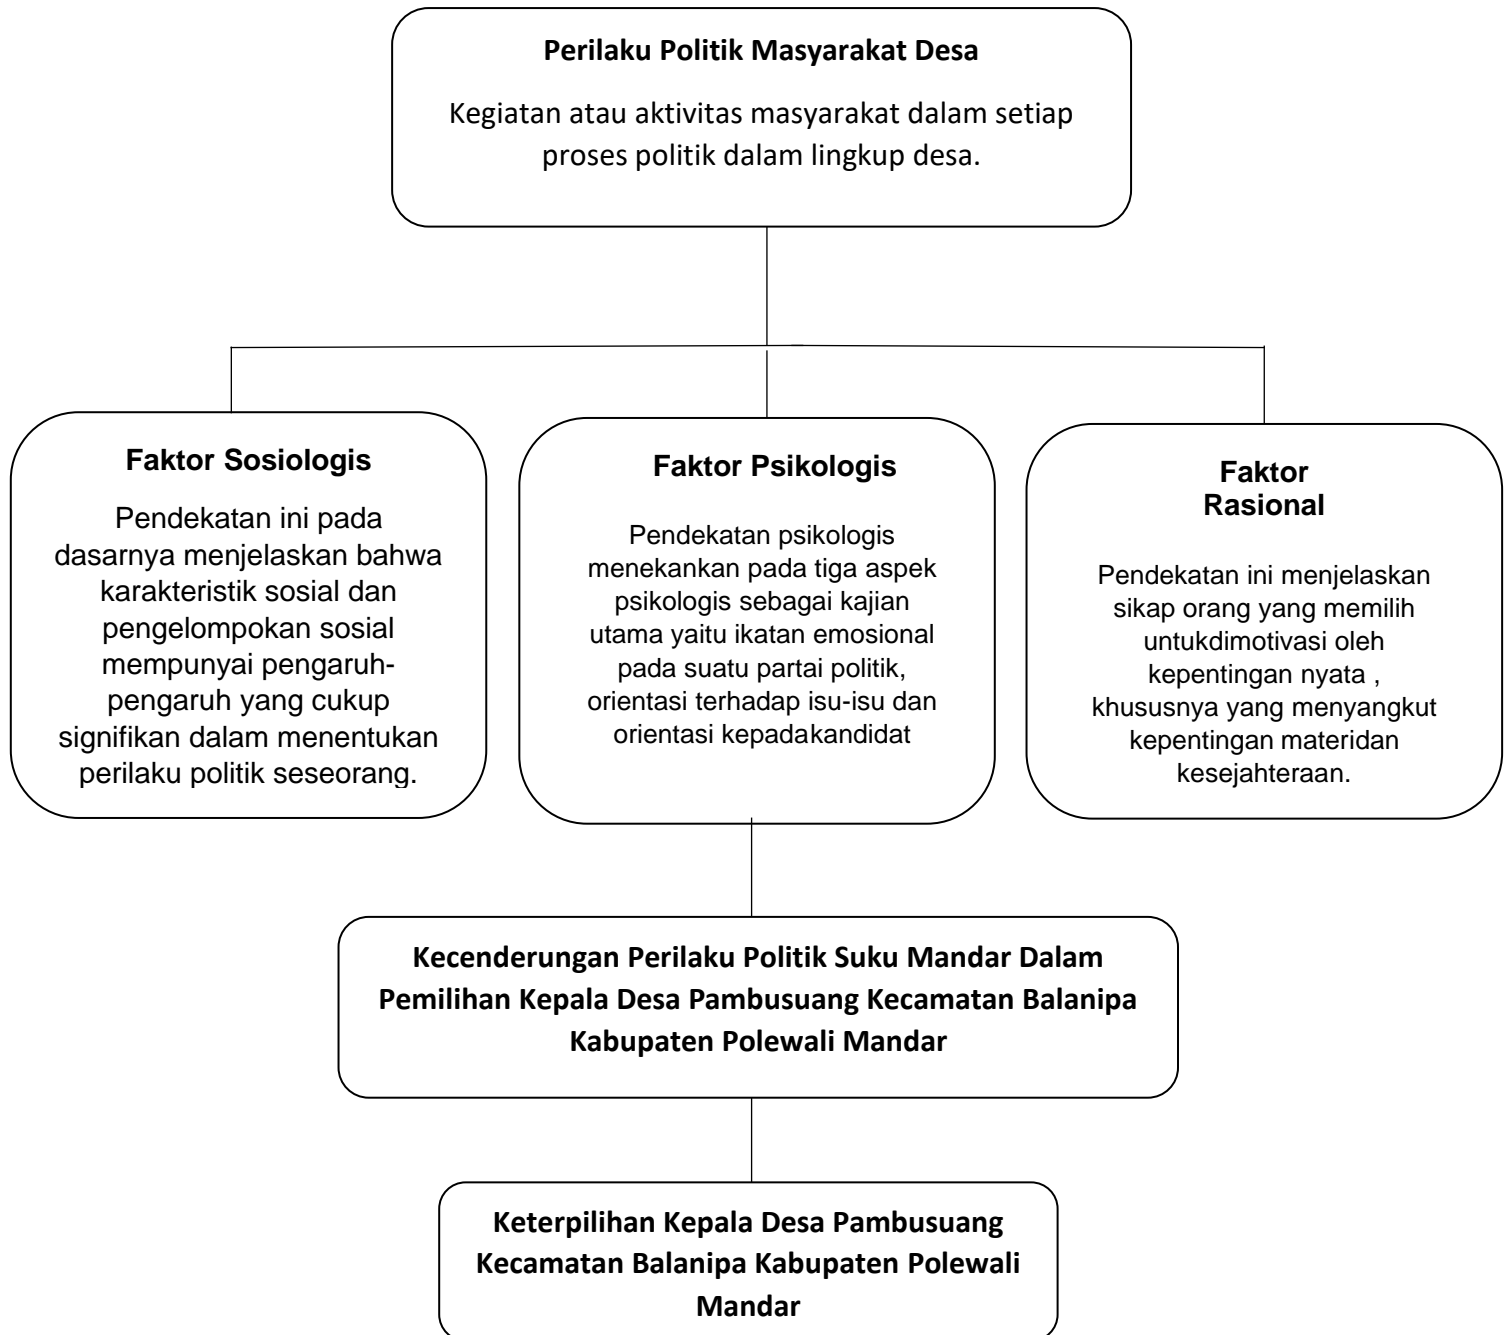 Perilaku Politik Masyarakat Desa
Kegiatan atau aktivitas masyarakat dalam setiap
proses politik dalam lingkup desa.
Faktor Sosiologis
Pendekatan ini pada
dasarnya menjelaskan bahwa
karakteristik sosial dan
pengelompokan sosial
mempunyai pengaruh-
pengaruh yang cukup
signifikan dalam menentukan
perilaku politik seseorang.
Faktor Psikologis
Pendekatan psikologis
menekankan pada tiga aspek
psikologis sebagai kajian
utama yaitu ikatan emosional
pada suatu partai politik,
orientasi terhadap isu-isu dan
orientasi kepadakandidat
Faktor
Rasional
Pendekatan ini menjelaskan
sikap orang yang memilih
untukdimotivasi oleh
kepentingan nyata ,
khususnya yang menyangkut
kepentingan materidan
kesejahteraan.
Kecenderungan Perilaku Politik Suku Mandar Dalam
Pemilihan Kepala Desa Pambusuang Kecamatan Balanipa
Kabupaten Polewali Mandar
Keterpilihan Kepala Desa Pambusuang
Kecamatan Balanipa Kabupaten Polewali
Mandar